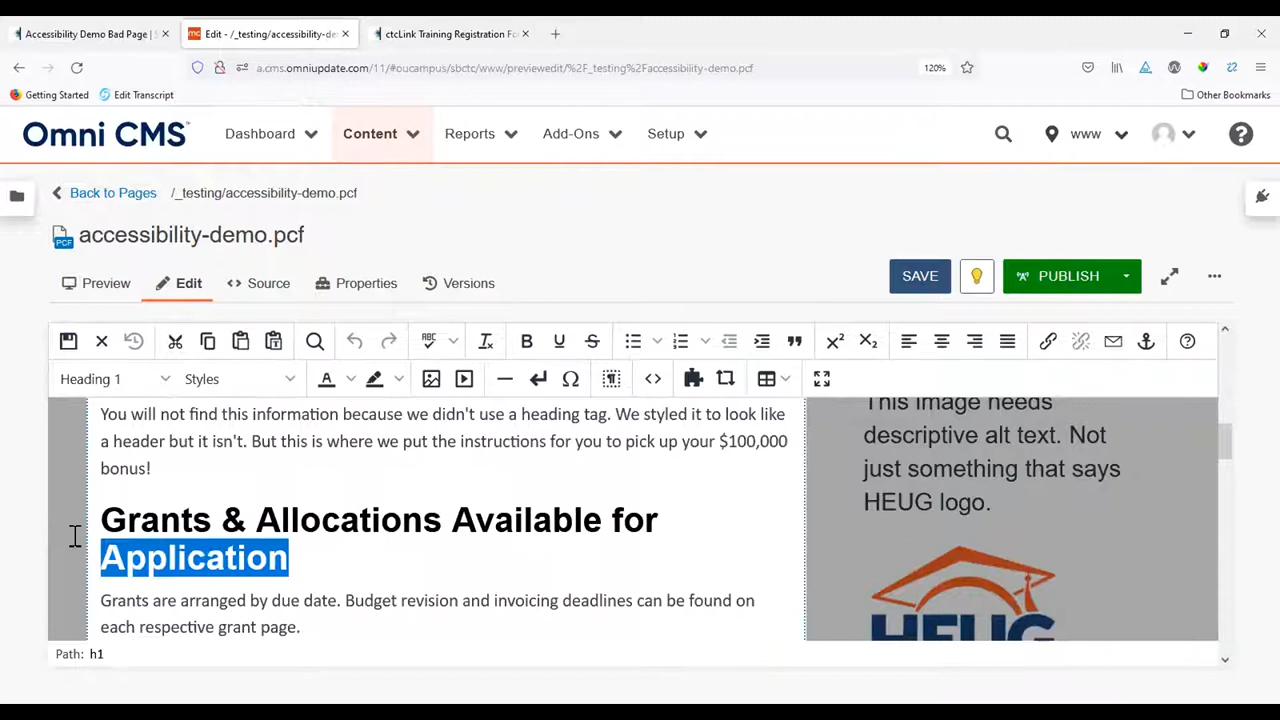 Accessibility Demo Bad Page | S
Edit - /_testing/accessibility-de
ctcLink Training Registration Fo
a.cms.omniupdate.com/11/#oucampus/sbctc/www/previewedit/%2F_testing%2Faccessibility-demo.pcf
120%
Getting Started
Edit Transcript
Other Bookmarks
Omni CMS
Dashboard
Content
Reports
Add-Ons
Setup
www
Back to Pages
/_testing/accessibility-demo.pcf
PCF
accessibility-demo.pcf
Preview
Edit
Source
Properties
Versions
SAVE
PUBLISH
Heading 1
Styles
You will not find this information because we didn't use a heading tag. We styled it to look like
a header but it isn't. But this is where we put the instructions for you to pick up your $100,000
bonus!
Grants & Allocations Available for
Application
Grants are arranged by due date. Budget revision and invoicing deadlines can be found on
each respective grant page.
This image needs
descriptive alt text. Not
just something that says
HEUG logo.
HEUG
Path: h1